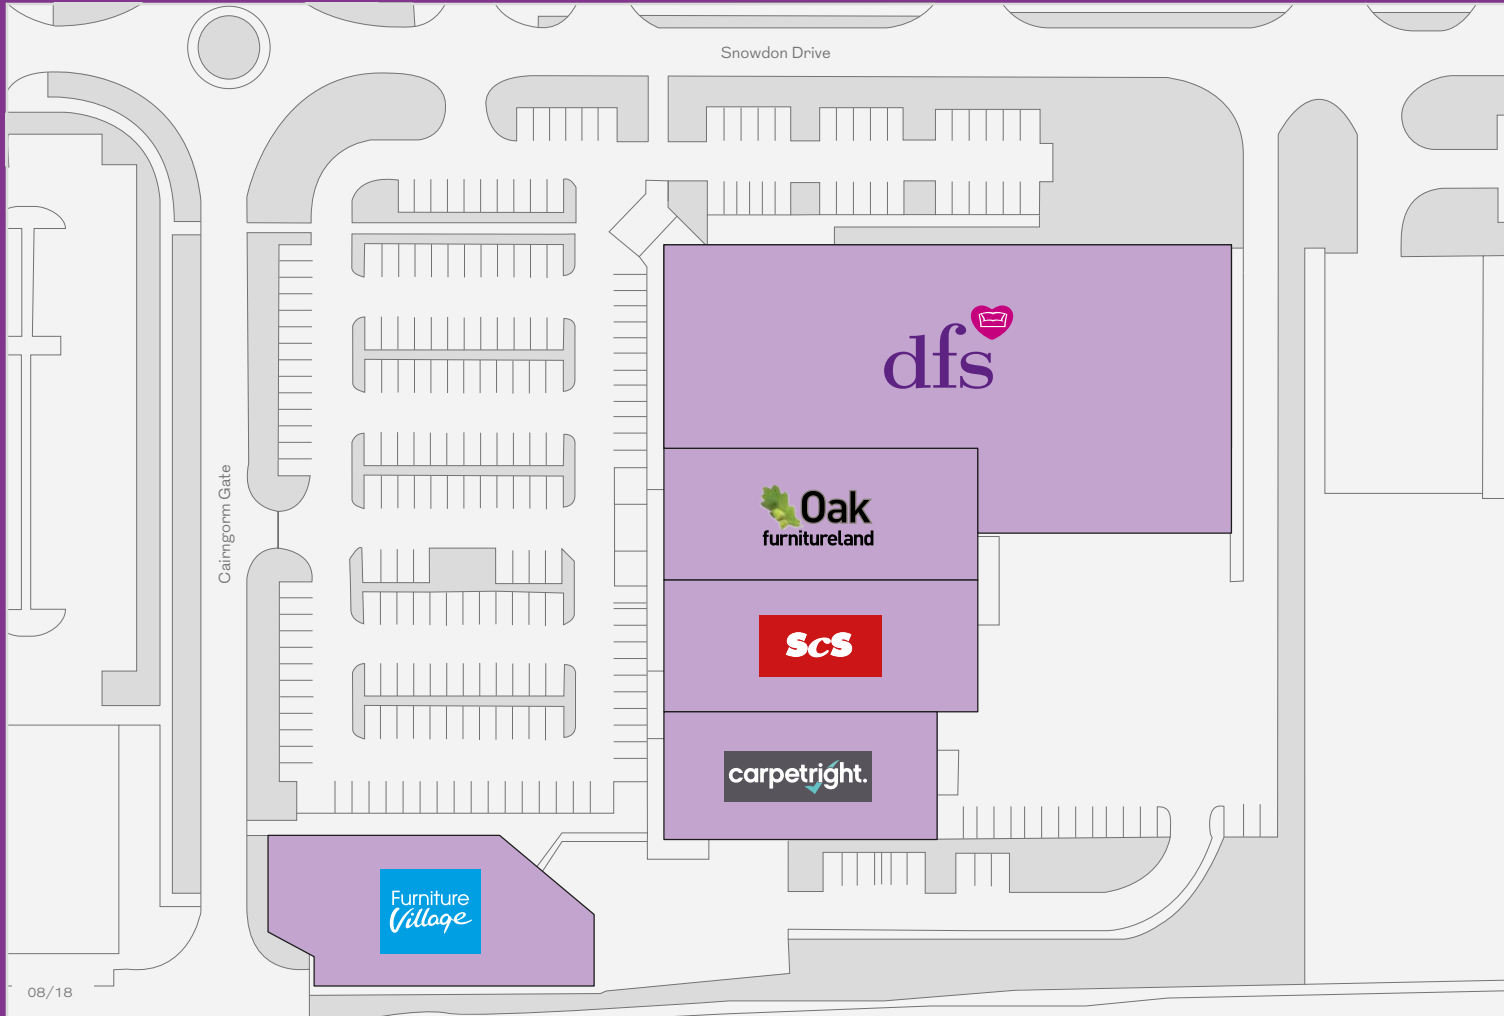 Snowdon Drive
dfs
Oak
furnitureland
Cairngorm Gate
ScS
carpetright.
Furniture
Village
08/18